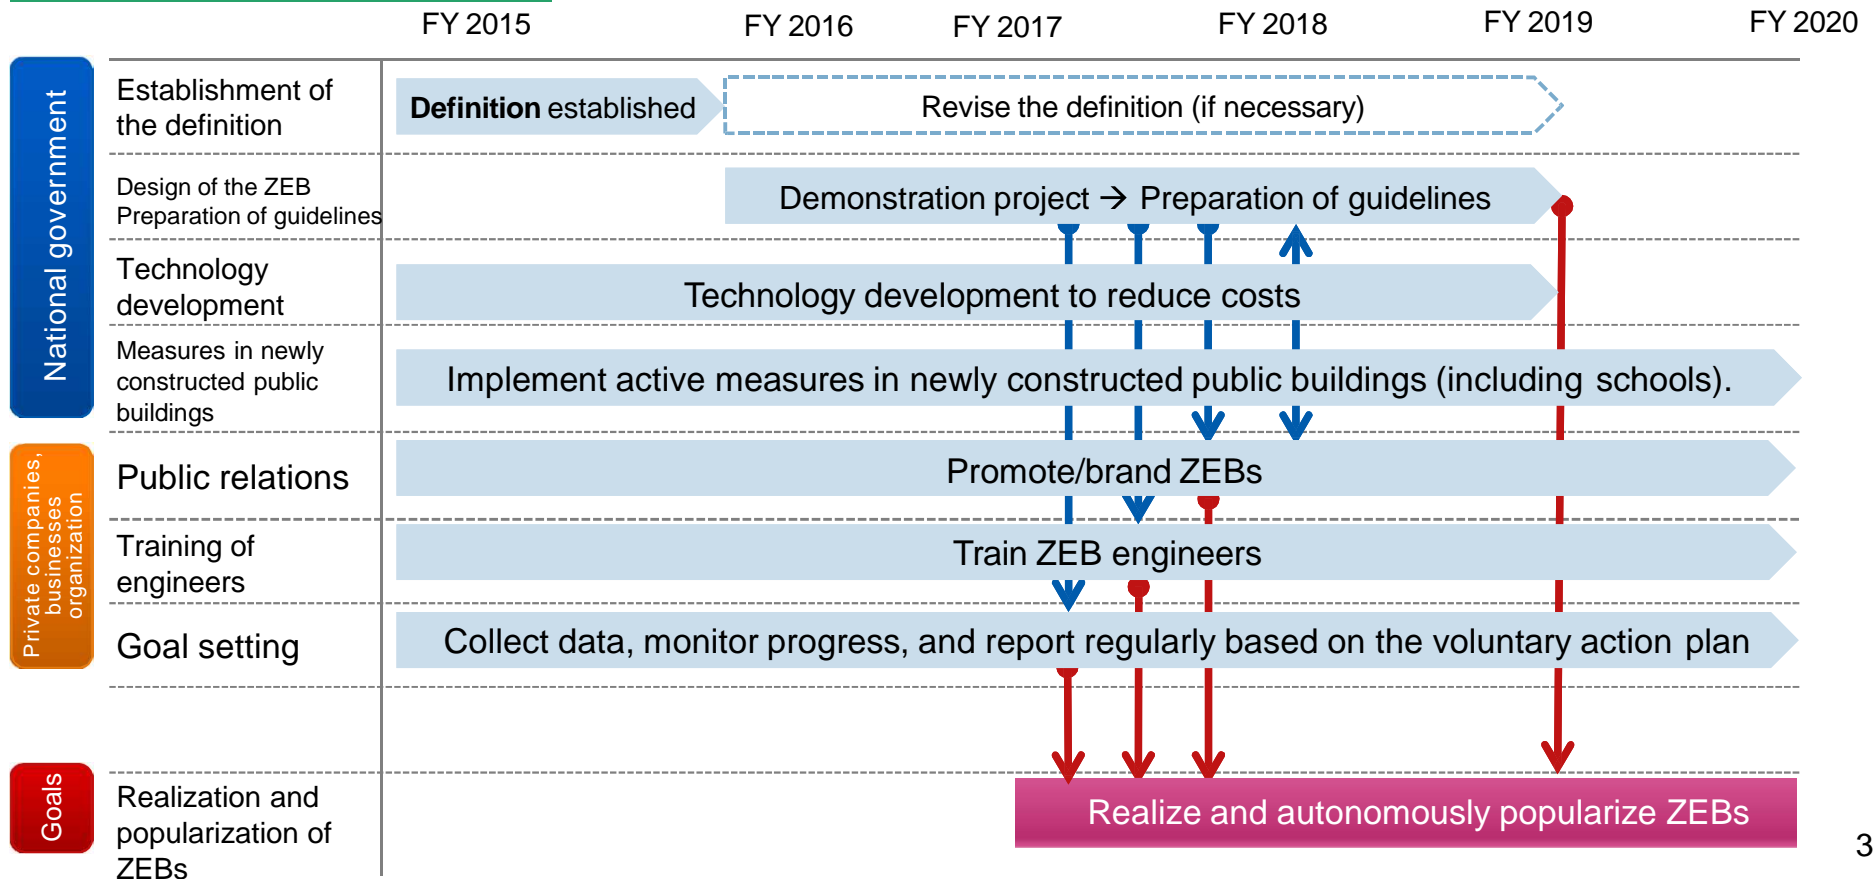 FY 2015 FY 2016 FY 2017 FY 2018 FY 2019 FY 2020
National government
Establishment of
the definition
Definition established
Revise the definition (if necessary)
Design of the ZEB
Preparation of guidelines
Demonstration project → Preparation of guidelines
Technology
development
Technology development to reduce costs
Measures in newly
constructed public
buildings
Implement active measures in newly constructed public buildings (including schools).
Private companies,
businesses
organization
Public relations
Promote/brand ZEBs
Training of
engineers
Train ZEB engineers
Goal setting
Collect data, monitor progress, and report regularly based on the voluntary action plan
Goals
Realization and
popularization of
ZEBs
Realize and autonomously popularize ZEBs
3